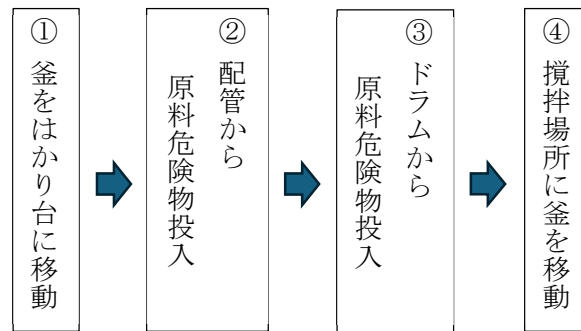 ① 釜をはかり台に移動
② 配管から
原料危険物投入
③ ドラムから
原料危険物投入
④ 撹拌場所に釜を移動